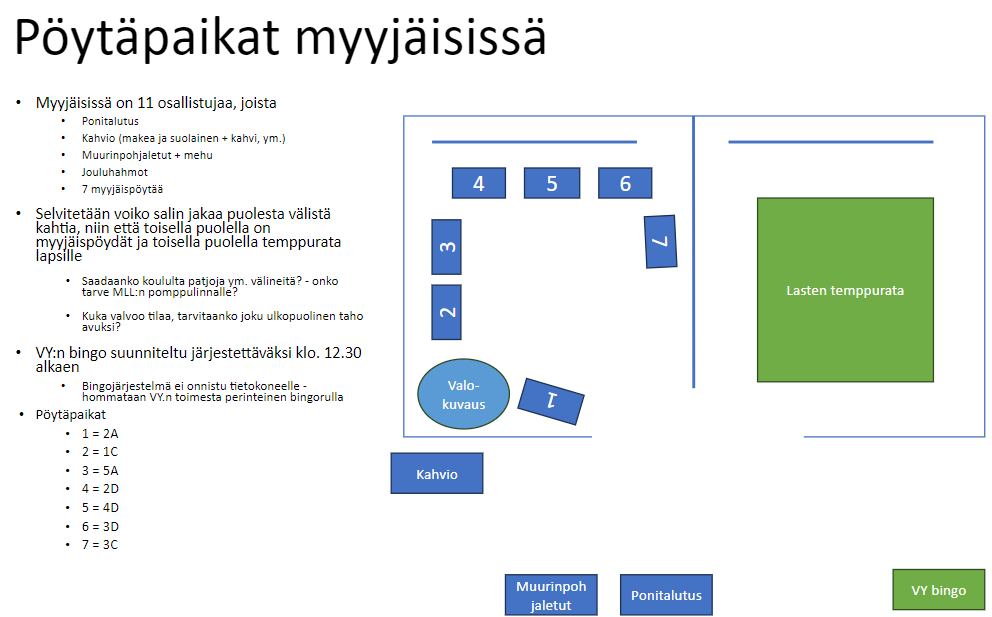 Pöytäpaikat myyjäisissä
• Myyjäisissä on 11 osallistujaa, joista
• Ponitalutus
• Kahvio (makea ja suolainen + kahvi, ym.)
• Muurinpohjaletut + mehu
• Jouluhahmot
• 7 myyjäispöytää
• Selvitetään voiko salin jakaa puolesta välistä
kahtia, niin että toisella puolella on
myyjäispöydät ja toisella puolella temppurata
lapsille
• Saadaanko koululta patjoja ym. välineitä? - onko
tarve MLL:n pomppulinnalle?
• Kuka valvoo tilaa, tarvitaanko joku ulkopuolinen taho
avuksi?
• VY:n bingo suunniteltu järjestettäväksi klo. 12.30
alkaen
• Bingojärjestelmä ei onnistu tietokoneelle -
hommataan VY.n toimesta perinteinen bingorulla
• Pöytäpaikat
• 1 = 2A
• 2 = 1C
• 3 = 5A
• 4 = 2D
• 5 = 4D
• 6 = 3D
• 7 = 3C
4
5
6
3
7
2
Lasten temppurata
Valo-
kuvaus
1
Kahvio
Muurinpoh
jaletut
Ponitalutus
VY bingo